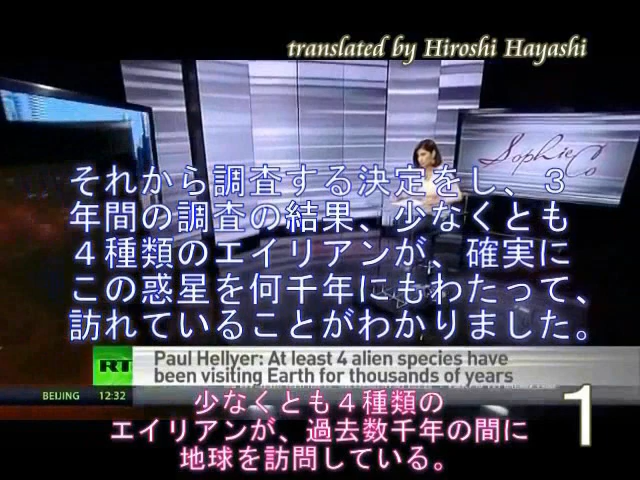 translated by Hiroshi Hayashi
Sophie Co
それから調査する決定をし、３
年間の調査の結果、少なくとも
４種類のエイリアンが、確実に
この惑星を何千年にもわたって、
訪れていることがわかりました。
RT
Paul Hellyer: At least 4 alien species have
been visiting Earth for thousands of years
BEIJING 12:32
少なくとも４種類の
エイリアンが、過去数千年の間に
地球を訪問している。
1